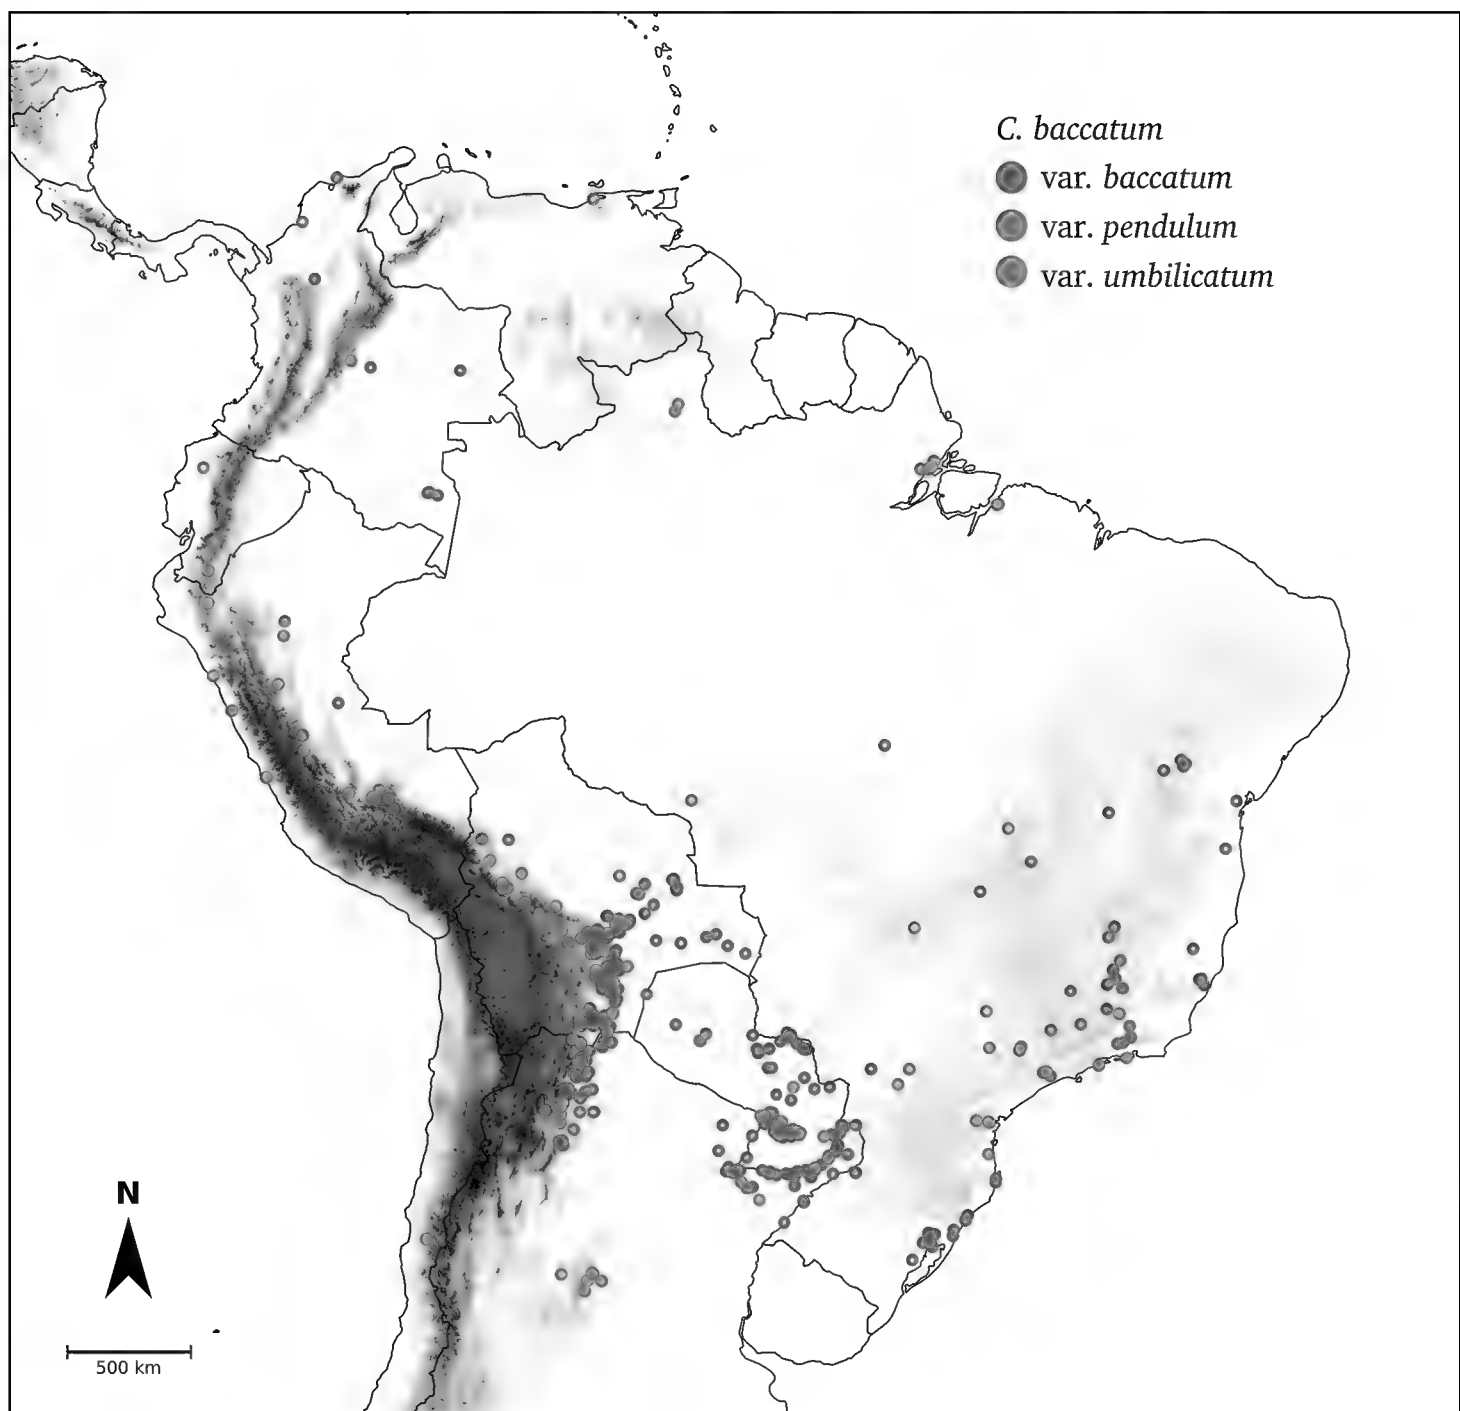 C. baccatum
var. baccatum
var. pendulum
var. umbilicatum
N
500 km